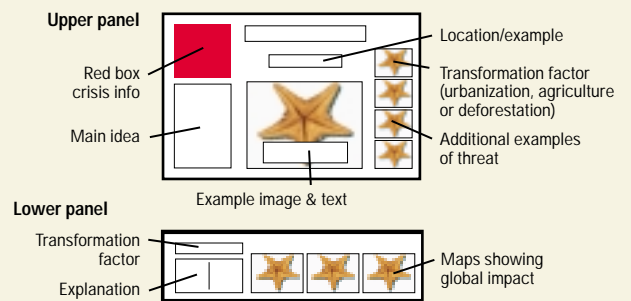 Upper panel
Red box
crisis info
Main idea
Location/example
Transformation factor
(urbanization, agriculture
or deforestation)
Additional examples
of threat
Example image & text
Lower panel
Transformation
factor
Explanation
Maps showing
global impact